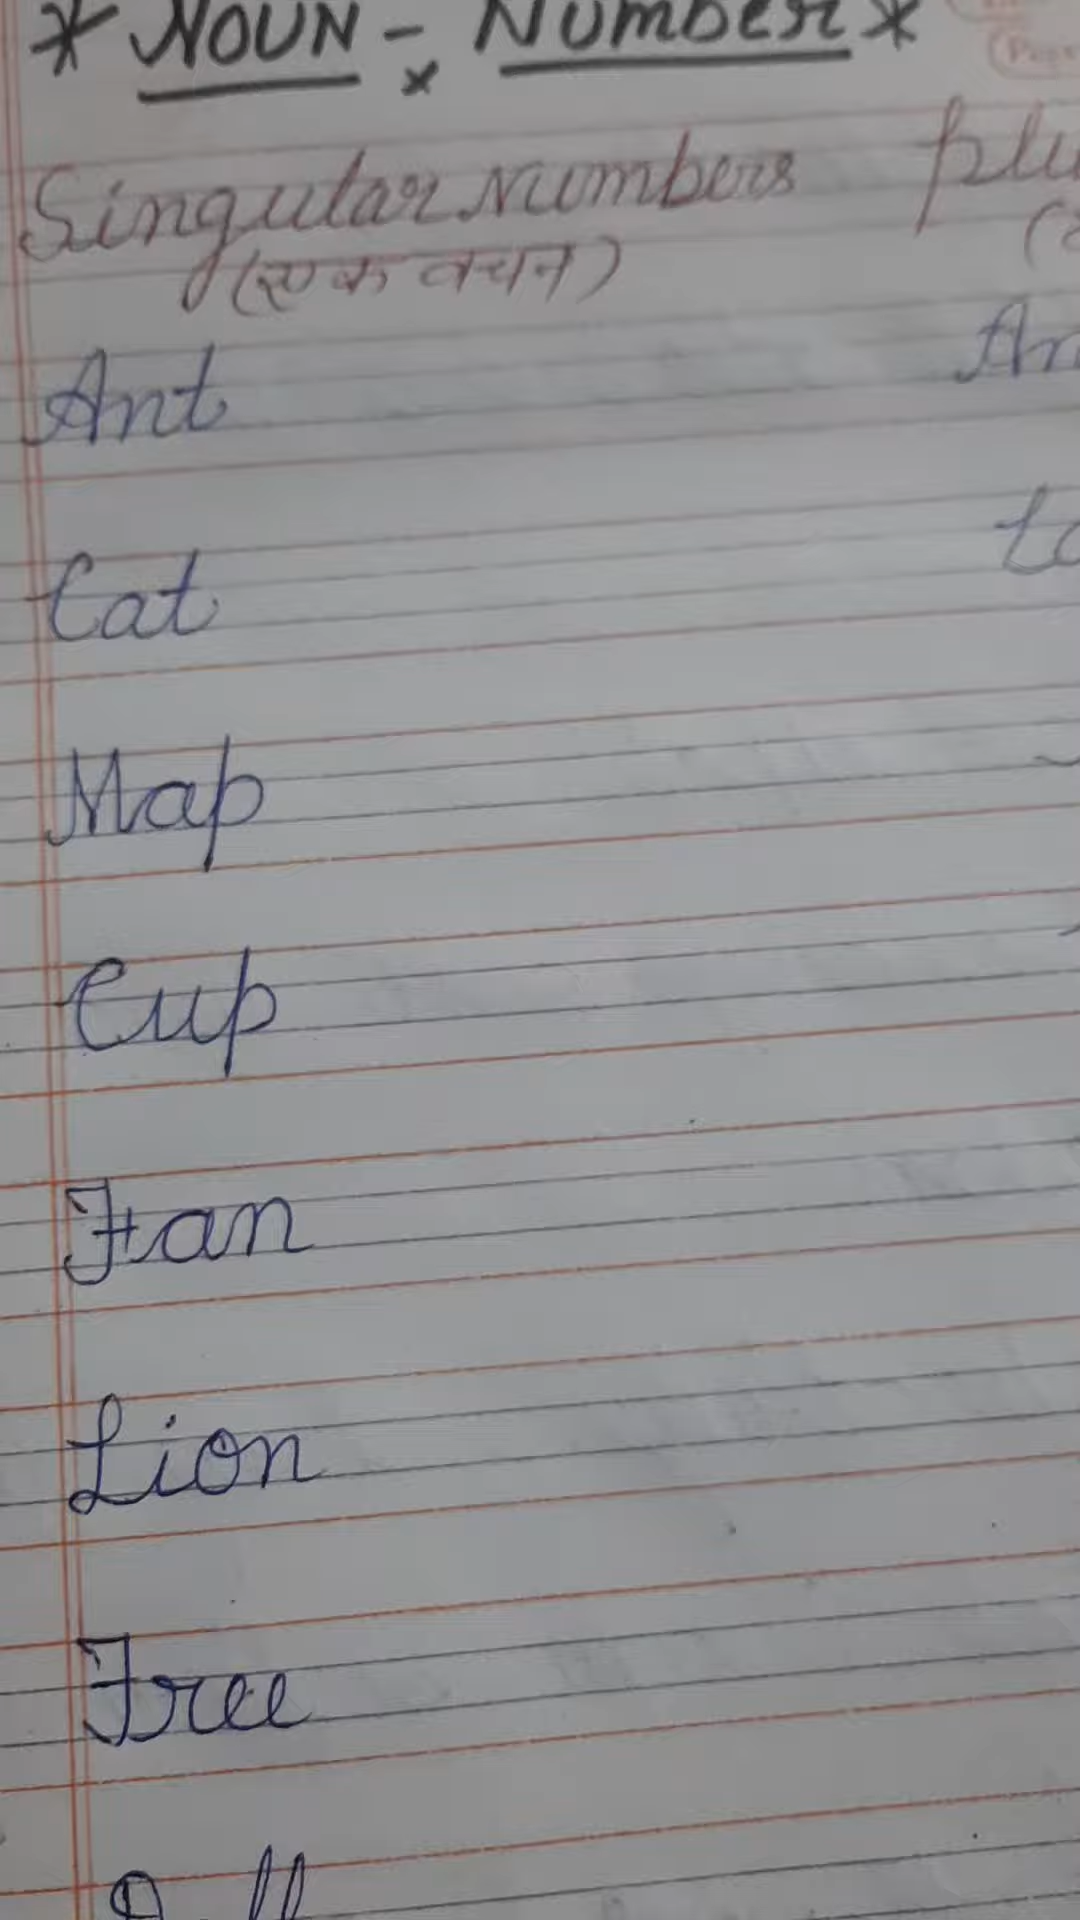 * NOUN - NUMBER *
Singular Numbers
(एक वचन)
Ant
Cat
Map
Cup
Fan
Lion
Tree